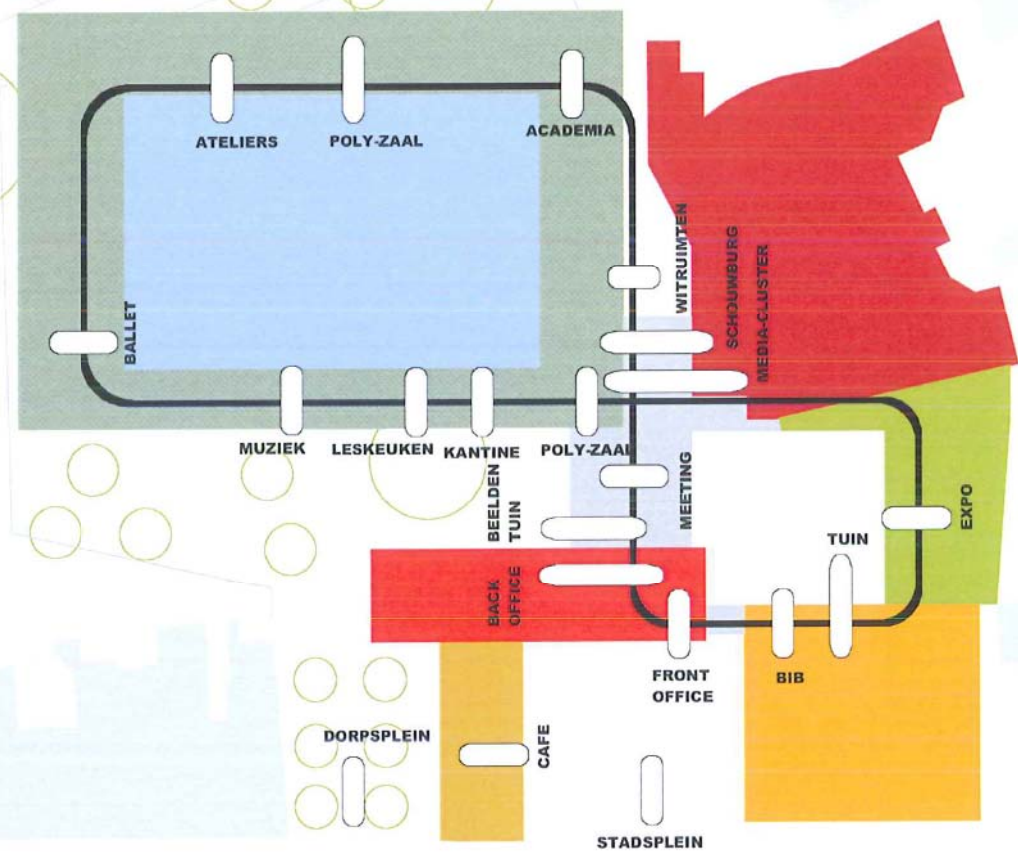 ATELIERS
POLY-ZAAL
ACADEMIA
WITRUIMTEN
SCHOUWBURG
MEDIA-CLUSTER
BALLET
MUZIEK
LESKEUKEN
KANTINE
POLY-ZAAL
BEELDEN
TUIN
MEETING
EXPO
TUIN
BACK
OFFICE
FRONT
OFFICE
BIB
DORPSPLEIN
CAFE
STADSPLEIN